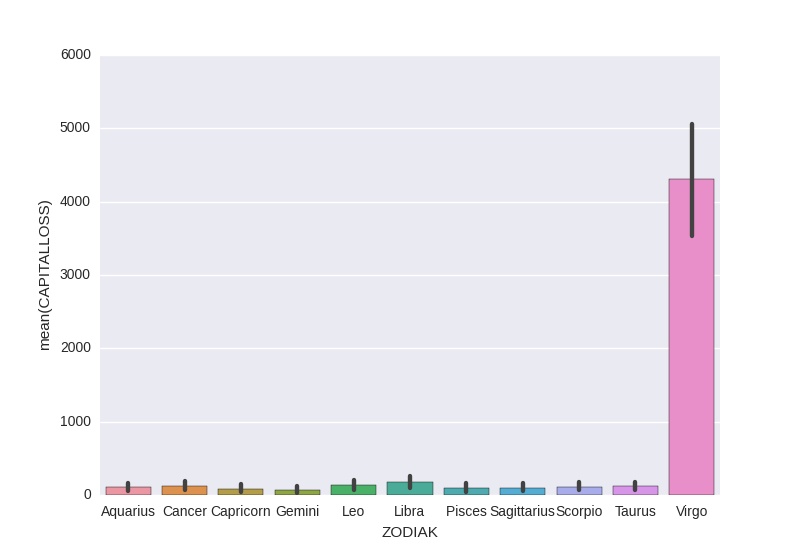 6000
5000
4000
3000
2000
1000
0
mean(CAPITALLOSS)
Aquarius Cancer Capricorn Gemini Leo Libra Pisces Sagittarius Scorpio Taurus Virgo
ZODIAK